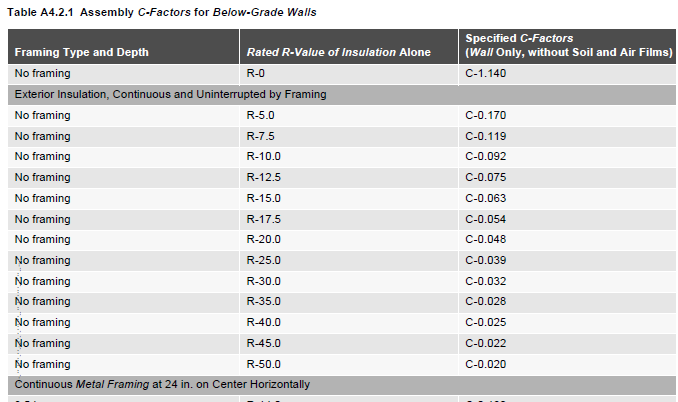 Table A4.2.1 Assembly C-Factors for Below-Grade Walls
Framing Type and Depth Rated R-Value of Insulation Alone Specified C-Factors (Wall Only, without Soil and Air Films)
No framing R-0 C-1.140
Exterior Insulation, Continuous and Uninterrupted by Framing
No framing R-5.0 C-0.170
No framing R-7.5 C-0.119
No framing R-10.0 C-0.092
No framing R-12.5 C-0.075
No framing R-15.0 C-0.063
No framing R-17.5 C-0.054
No framing R-20.0 C-0.048
No framing R-25.0 C-0.039
No framing R-30.0 C-0.032
No framing R-35.0 C-0.028
No framing R-40.0 C-0.025
No framing R-45.0 C-0.022
No framing R-50.0 C-0.020
Continuous Metal Framing at 24 in. on Center Horizontally